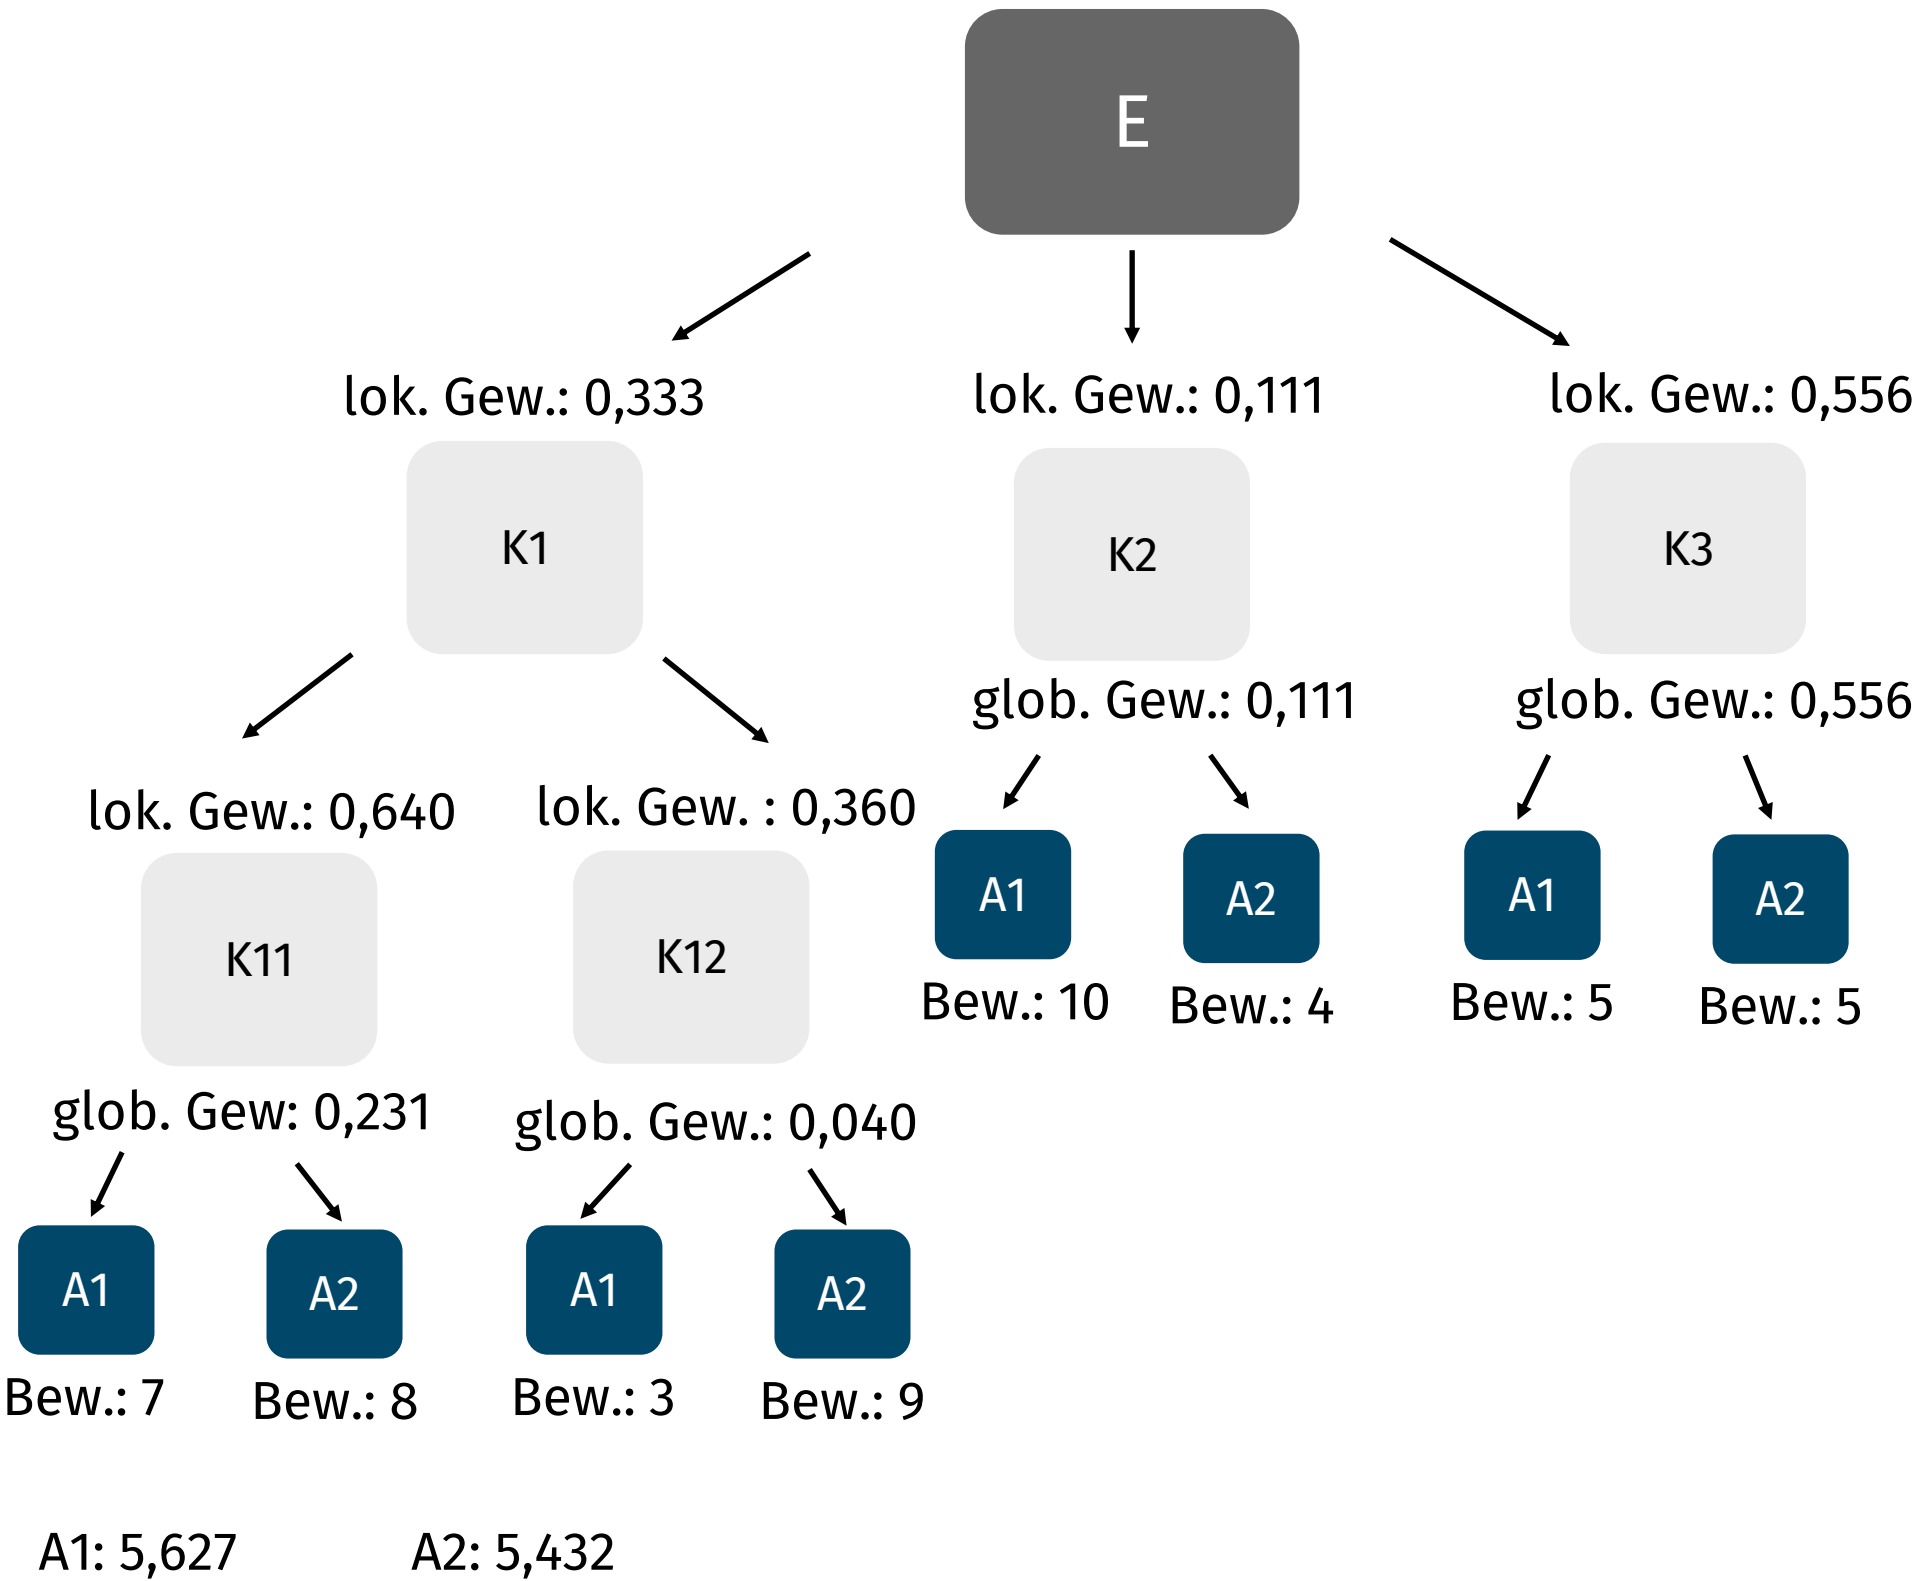 E
lok. Gew.: 0,333
lok. Gew.: 0,111
lok. Gew.: 0,556
K1
K2
K3
glob. Gew.: 0,111
glob. Gew.: 0,556
lok. Gew.: 0,640
lok. Gew. : 0,360
A1
A2
A1
A2
K11
K12
Bew.: 10
Bew.: 4
Bew.: 5
Bew.: 5
glob. Gew: 0,231
glob. Gew.: 0,040
A1
A2
A1
A2
Bew.: 7
Bew.: 8
Bew.: 3
Bew.: 9
A1: 5,627
A2: 5,432